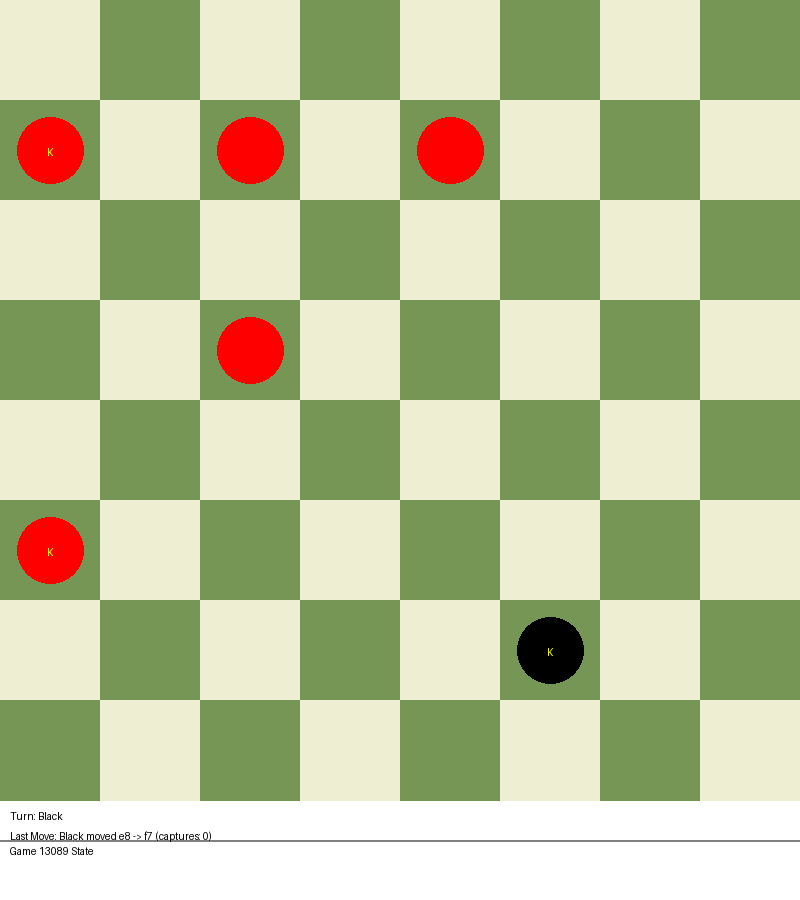 K
K
K
Turn: Black
Last Move: Black moved e8 -> f7 (captures: 0)
Game 13089 State